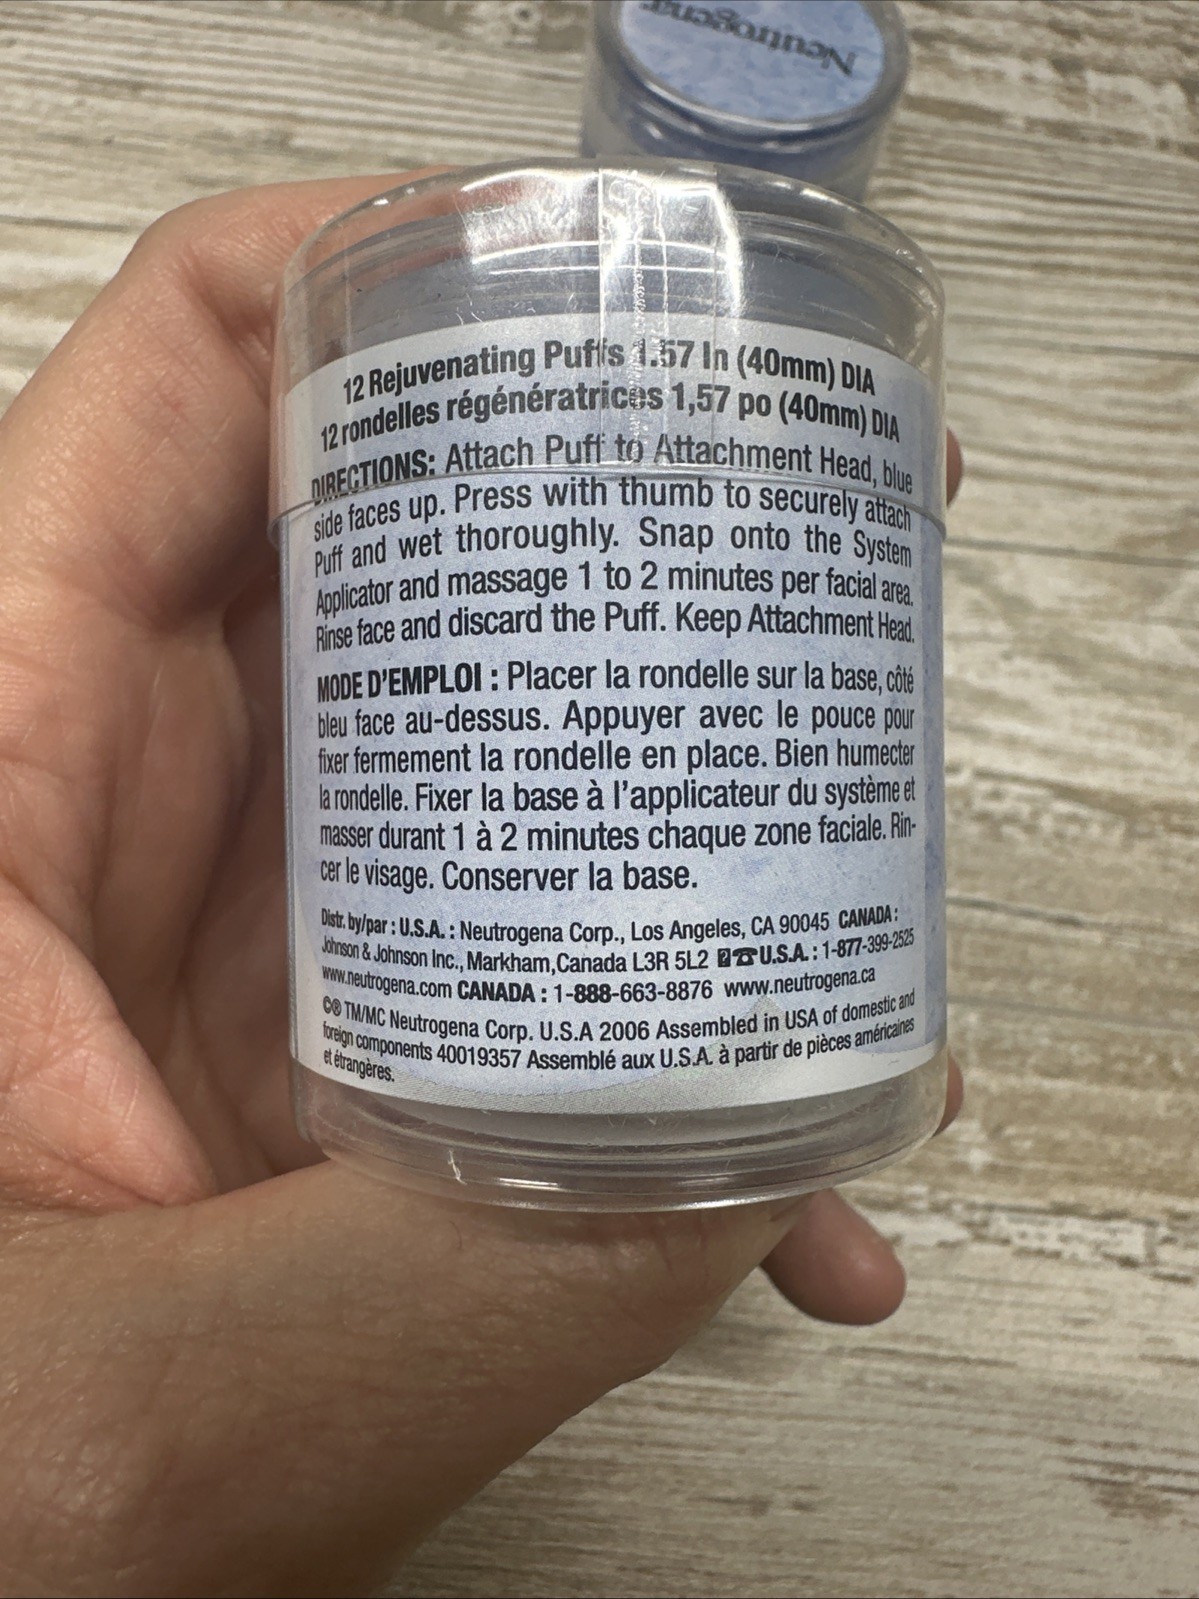 Neutrogena
12 Rejuvenating Puffs 1.57 In (40mm) DIA
12 rondelles régénératrices 1,57 po (40mm) DIA
DIRECTIONS: Attach Puff to Attachment Head, blue
side faces up. Press with thumb to securely attach
Puff and wet thoroughly. Snap onto the System
Applicator and massage 1 to 2 minutes per facial area.
Rinse face and discard the Puff. Keep Attachment Head.
MODE D'EMPLOI : Placer la rondelle sur la base, côté
bleu face au-dessus. Appuyer avec le pouce pour
fixer fermement la rondelle en place. Bien humecter
la rondelle. Fixer la base à l'applicateur du système et
masser durant 1 à 2 minutes chaque zone faciale. Rin-
cer le visage. Conserver la base.
Distr. by/par : U.S.A. : Neutrogena Corp., Los Angeles, CA 90045 CANADA :
Johnson & Johnson Inc., Markham,Canada L3R 5L2 ☎U.S.A. : 1-877-399-2525
www.neutrogena.com CANADA : 1-888-663-8876 www.neutrogena.ca
©® TM/MC Neutrogena Corp. U.S.A 2006 Assembled in USA of domestic and
foreign components 40019357 Assemblé aux U.S.A. à partir de pièces américaines
et étrangères.